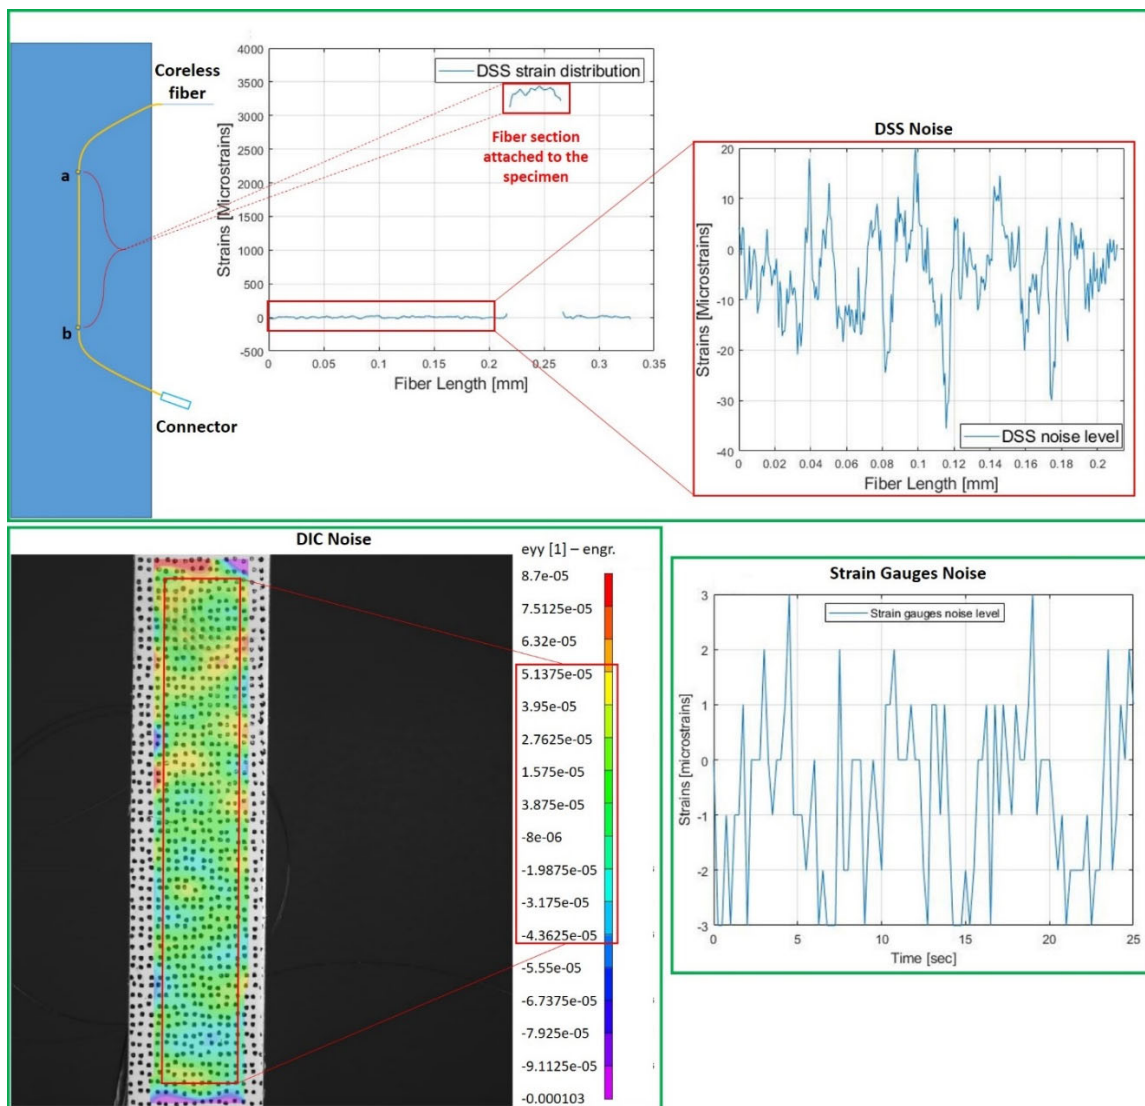 Coreless
fiber
a
b
Connector
4000
3500
3000
2500
2000
1500
1000
500
0
-500
Strains [Microstrains]
DSS strain distribution
Fiber section
attached to the
specimen
0 0.05 0.1 0.15 0.2 0.25 0.3 0.35
Fiber Length [mm]
DSS Noise
20
10
0
-10
-20
-30
-40
Strains [Microstrains]
DSS noise level
0 0.02 0.04 0.06 0.08 0.1 0.12 0.14 0.16 0.18 0.2
Fiber Length [mm]
DIC Noise
eyy [1] – engr.
8.7e-05
7.5125e-05
6.32e-05
5.1375e-05
3.95e-05
2.7625e-05
1.575e-05
3.875e-05
-8e-06
-1.9875e-05
-3.175e-05
-4.3625e-05
-5.55e-05
-6.7375e-05
-7.925e-05
-9.1125e-05
-0.000103
Strain Gauges Noise
3
2
1
0
-1
-2
-3
Strains [microstrains]
Strain gauges noise level
0 5 10 15 20 25
Time [sec]